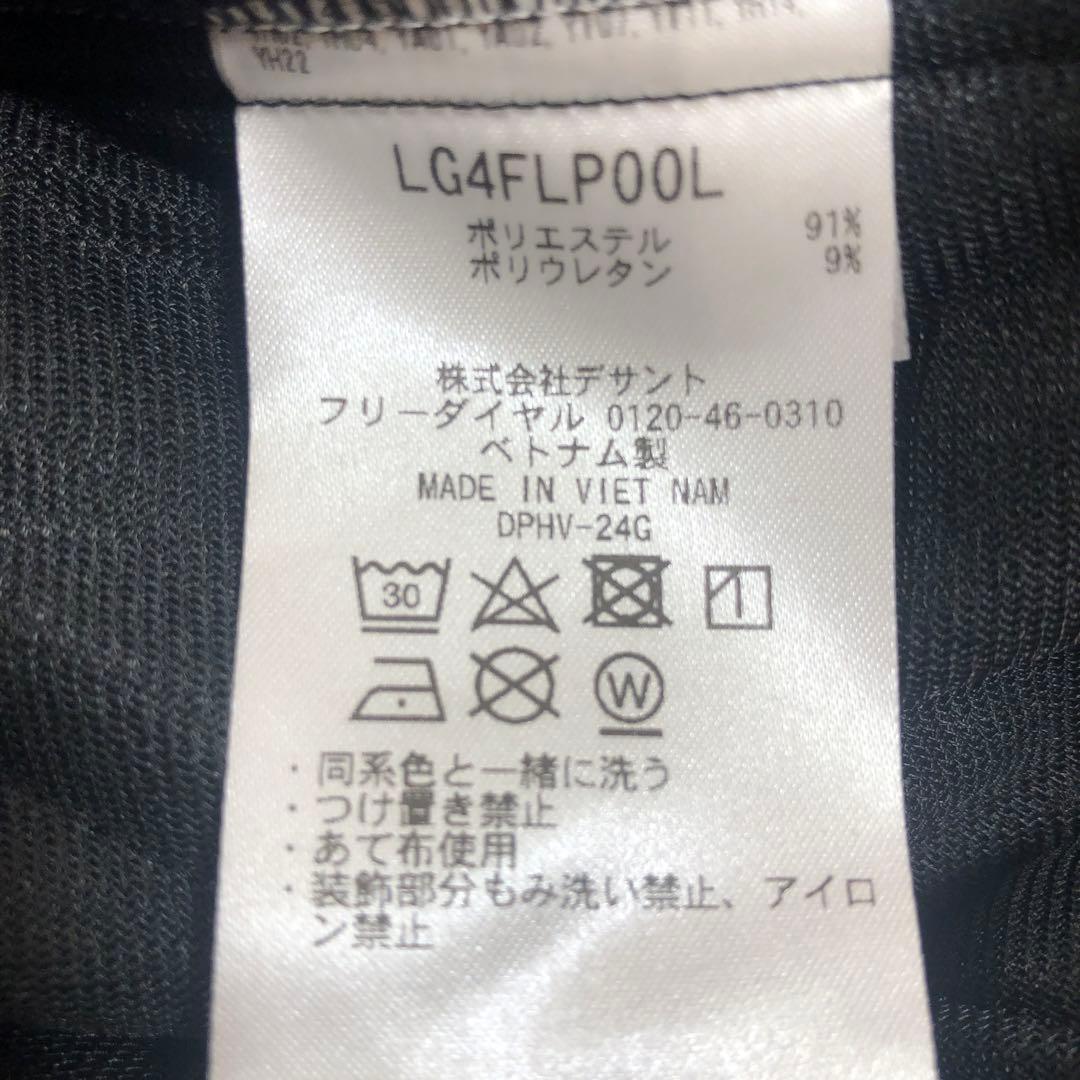 YH22
LG4FLP00L
ポリエステル 91%
ポリウレタン 9%
株式会社デサント
フリーダイヤル 0120-46-0310
ベトナム製
MADE IN VIET NAM
DPHV-24G
30
W
・同系色と一緒に洗う
・つけ置き禁止
・あて布使用
・装飾部分もみ洗い禁止、アイロ
ン禁止